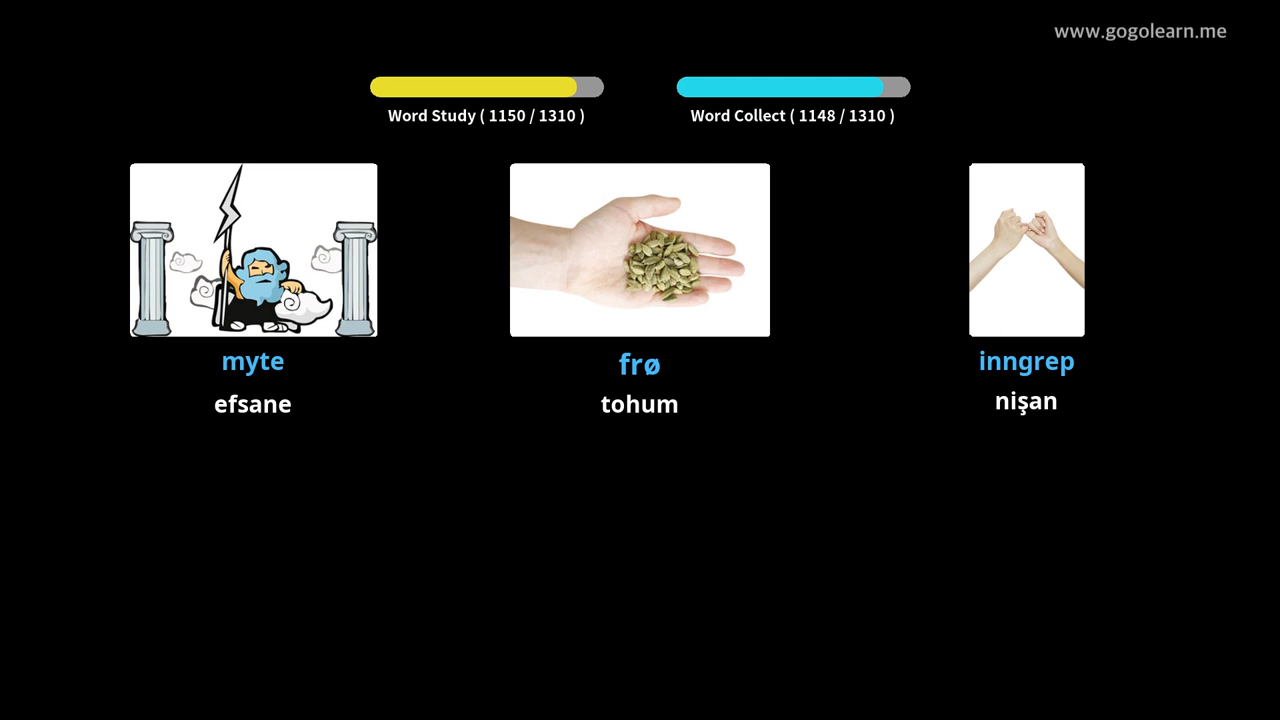 www.gogolearn.me
Word Study ( 1150 / 1310 )
Word Collect ( 1148 / 1310 )
myte
frø
inngrep
efsane
tohum
nişan